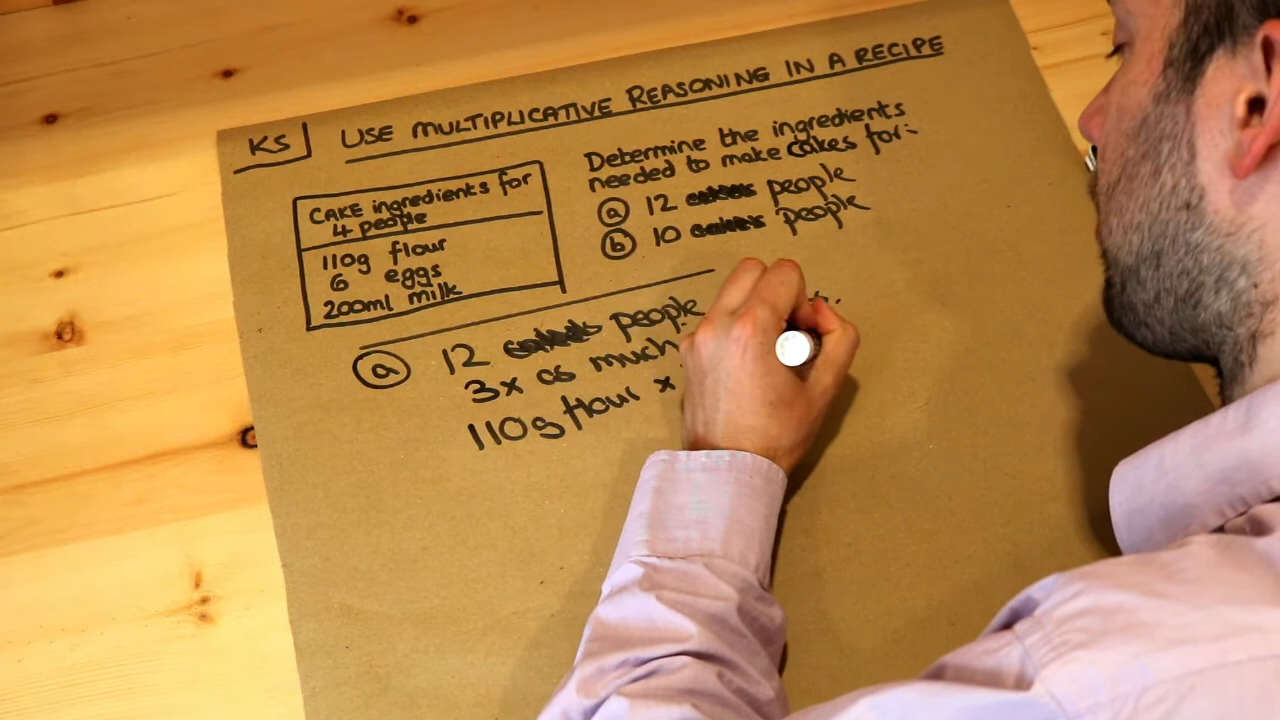 KS
USE MULTIPLICATIVE REASONING IN A RECIPE
CAKE ingredients for
4 people
110g flour
6 eggs
200ml milk
Determine the ingredients
needed to make cakes for:-
(a) 12 people
(b) 10 people
(a) 12 people
3x as much
110g flour x